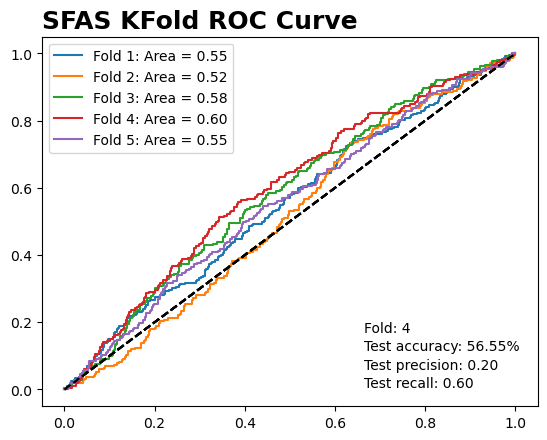 SFAS KFold ROC Curve
Fold 1: Area = 0.55
Fold 2: Area = 0.52
Fold 3: Area = 0.58
Fold 4: Area = 0.60
Fold 5: Area = 0.55
1.0
0.8
0.6
0.4
0.2
0.0
Fold: 4
Test accuracy: 56.55%
Test precision: 0.20
Test recall: 0.60
0.0 0.2 0.4 0.6 0.8 1.0